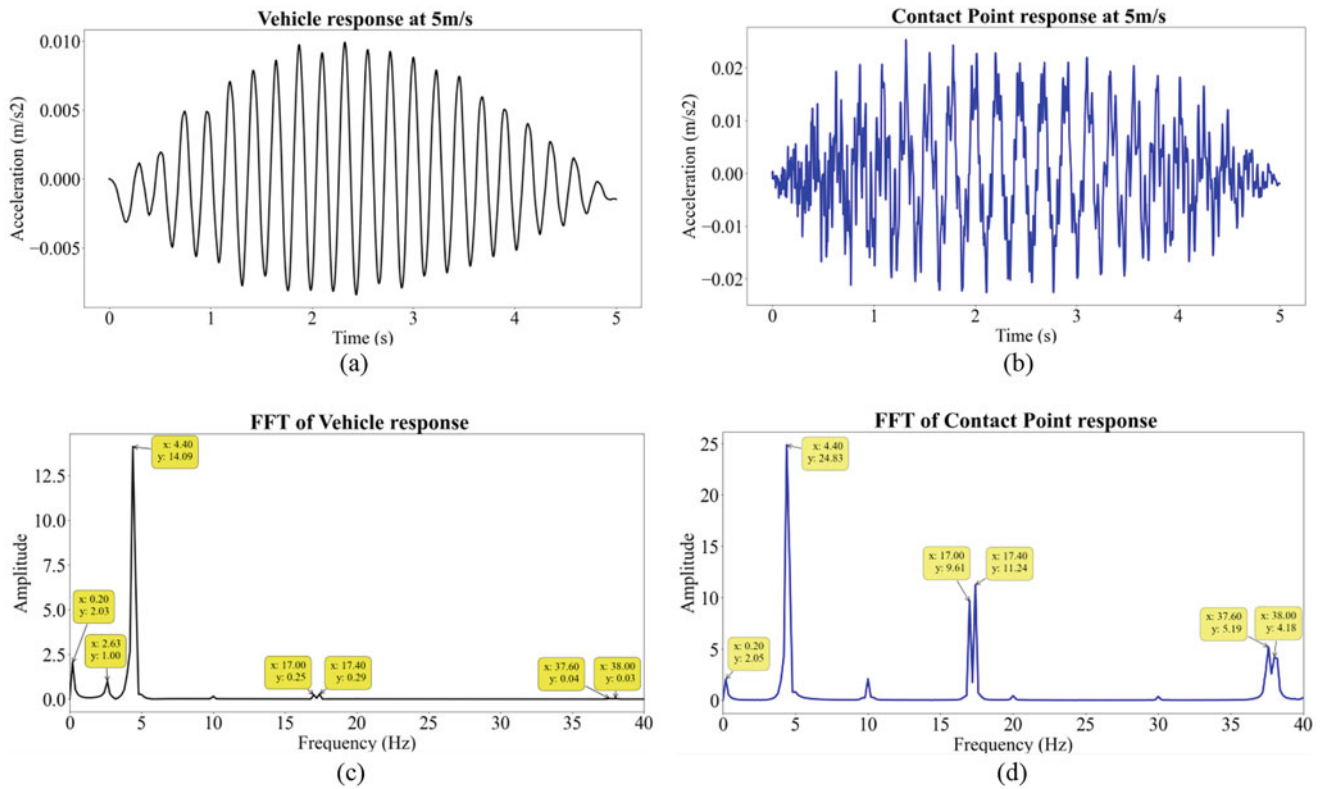 Vehicle response at 5m/s
0.010
0.005
0.000
−0.005
Acceleration (m/s2)
0 1 2 3 4 5
Time (s)
(a)
Contact Point response at 5m/s
0.02
0.01
0.00
−0.01
−0.02
Acceleration (m/s2)
0 1 2 3 4 5
Time (s)
(b)
FFT of Vehicle response
12.5
10.0
7.5
5.0
2.5
0.0
Amplitude
x: 4.40
y: 14.09
x: 0.20
y: 2.03
x: 2.63
y: 1.00
x: 17.00
y: 0.25
x: 17.40
y: 0.29
x: 37.60
y: 0.04
x: 38.00
y: 0.03
0 5 10 15 20 25 30 35 40
Frequency (Hz)
(c)
FFT of Contact Point response
25
20
15
10
5
0
Amplitude
x: 4.40
y: 24.83
x: 0.20
y: 2.05
x: 17.00
y: 9.61
x: 17.40
y: 11.24
x: 37.60
y: 5.19
x: 38.00
y: 4.18
0 5 10 15 20 25 30 35 40
Frequency (Hz)
(d)